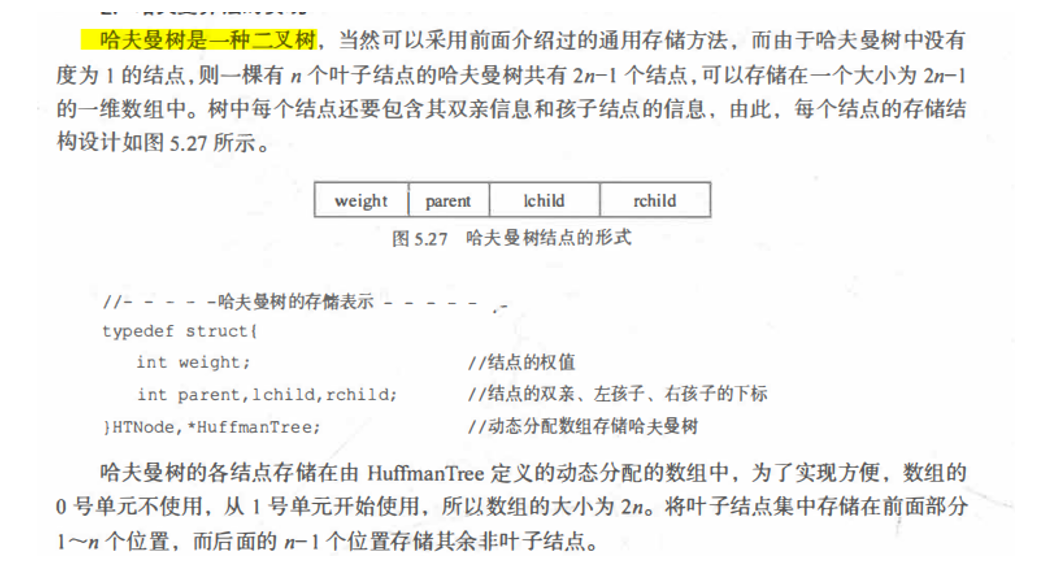 哈夫曼树是一种二叉树，当然可以采用前面介绍过的通用存储方法，而由于哈夫曼树中没有
度为 1 的结点，则一棵有 n 个叶子结点的哈夫曼树共有 2n−1 个结点，可以存储在一个大小为 2n−1
的一维数组中。树中每个结点还要包含其双亲信息和孩子结点的信息，由此，每个结点的存储结
构设计如图 5.27 所示。
weight parent lchild rchild
图 5.27 哈夫曼树结点的形式
//- - - - -哈夫曼树的存储表示 - - - - -
typedef struct{
int weight; //结点的权值
int parent,lchild,rchild; //结点的双亲、左孩子、右孩子的下标
}HTNode,*HuffmanTree; //动态分配数组存储哈夫曼树
哈夫曼树的各结点存储在由 HuffmanTree 定义的动态分配的数组中，为了实现方便，数组的
0 号单元不使用，从 1 号单元开始使用，所以数组的大小为 2n。将叶子结点集中存储在前面部分
1～n 个位置，而后面的 n−1 个位置存储其余非叶子结点。